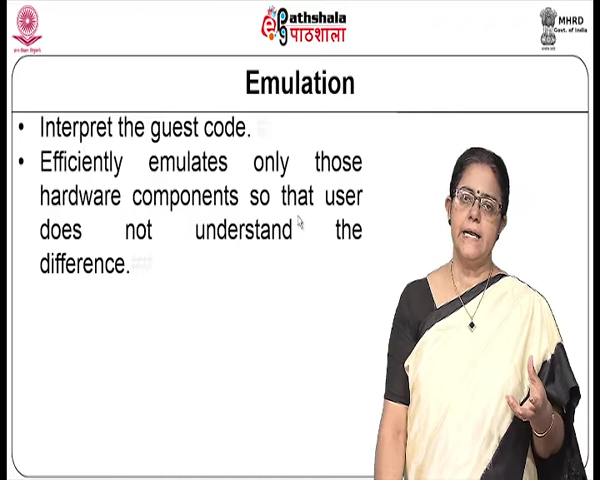 Pathshala
पाठशाला
MHRD
Govt. of India
Emulation
• Interpret the guest code.
• Efficiently emulates only those
hardware components so that user
does not understand the
difference.